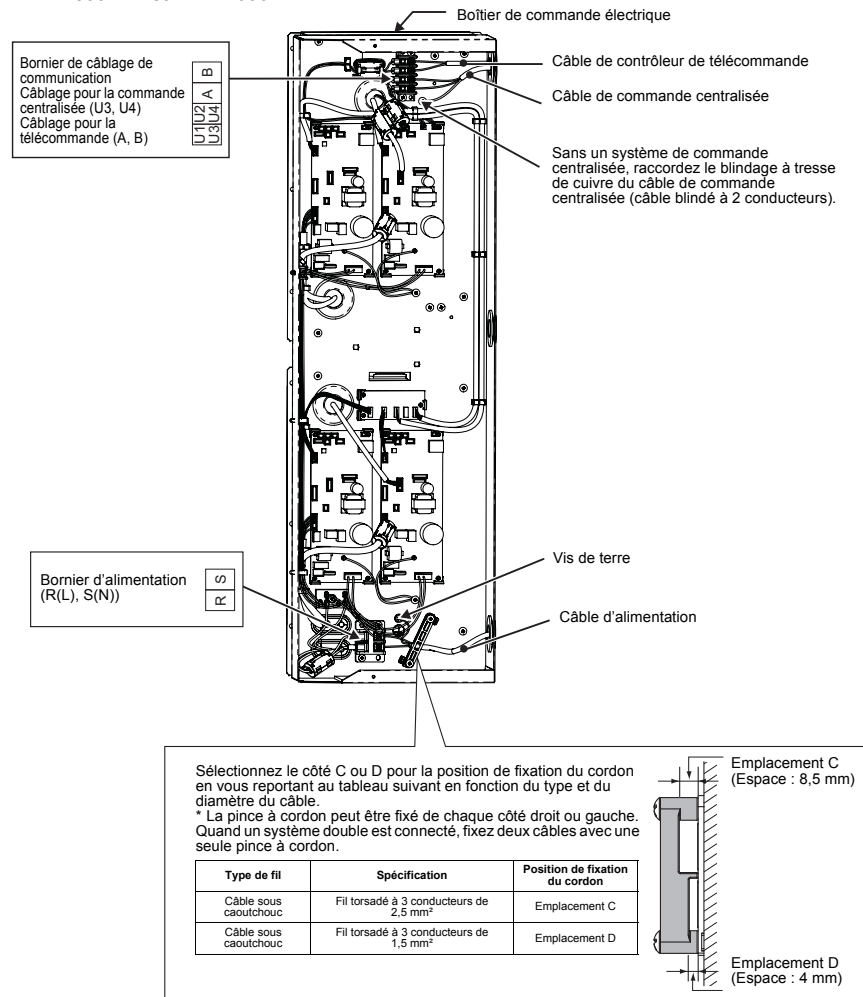 Boîtier de commande électrique
Bornier de câblage de
communication
Câblage pour la commande
centralisée (U3, U4)
Câblage pour la
télécommande (A, B)
B
A
U1U2
U3U4
Câble de contrôleur de télécommande
Câble de commande centralisée
Sans un système de commande
centralisée, raccordez le blindage à tresse
de cuivre du câble de commande
centralisée (câble blindé à 2 conducteurs).
Bornier d'alimentation
(R(L), S(N))
S
R
Vis de terre
Câble d'alimentation
Sélectionnez le côté C ou D pour la position de fixation du cordon
en vous reportant au tableau suivant en fonction du type et du
diamètre du câble.
* La pince à cordon peut être fixé de chaque côté droit ou gauche.
Quand un système double est connecté, fixez deux câbles avec une
seule pince à cordon.
Type de fil
Spécification
Position de fixation
du cordon
Câble sous
caoutchouc
Fil torsadé à 3 conducteurs de
2,5 mm²
Emplacement C
Câble sous
caoutchouc
Fil torsadé à 3 conducteurs de
1,5 mm²
Emplacement D
Emplacement C
(Espace : 8,5 mm)
Emplacement D
(Espace : 4 mm)